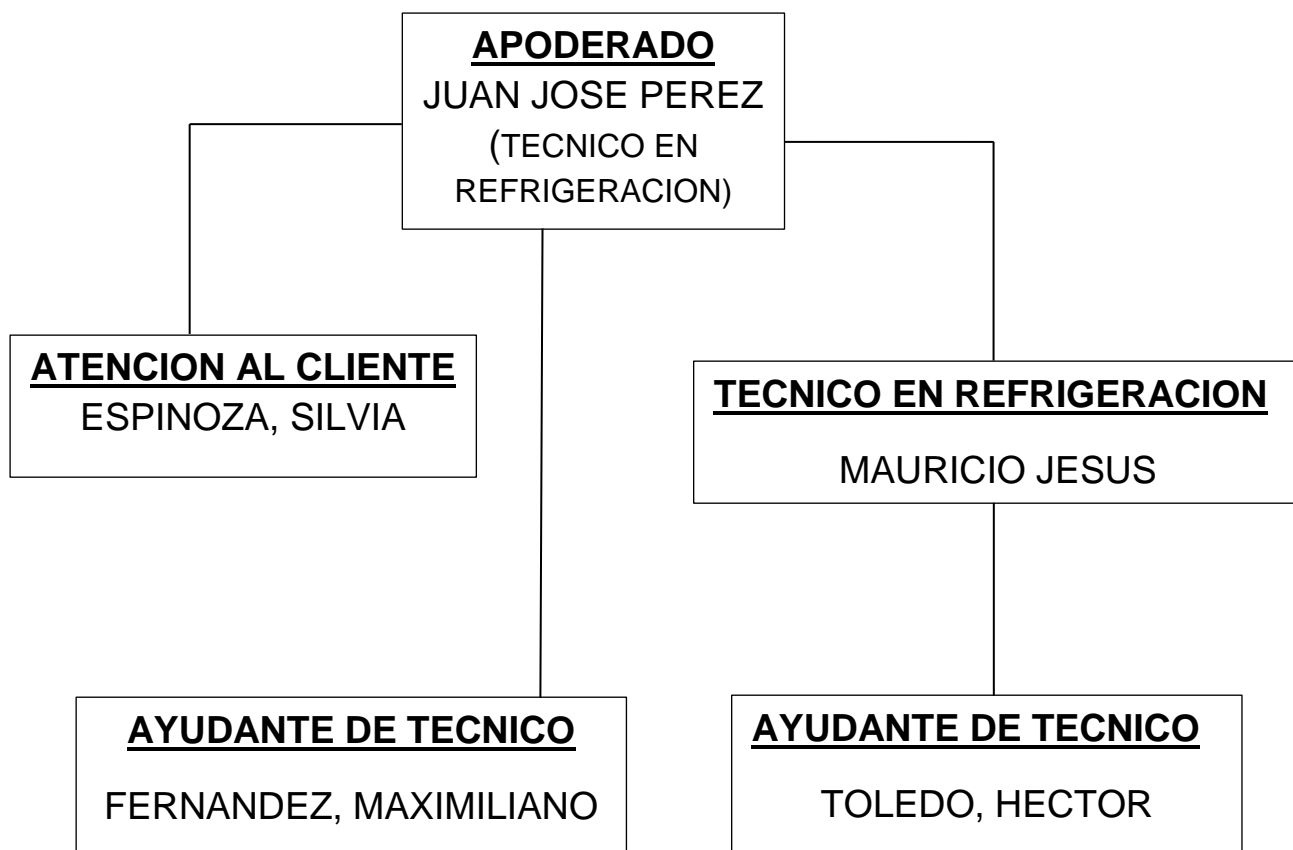 APODERADO
JUAN JOSE PEREZ
(TECNICO EN
REFRIGERACION)
ATENCION AL CLIENTE
ESPINOZA, SILVIA
TECNICO EN REFRIGERACION
MAURICIO JESUS
AYUDANTE DE TECNICO
FERNANDEZ, MAXIMILIANO
AYUDANTE DE TECNICO
TOLEDO, HECTOR